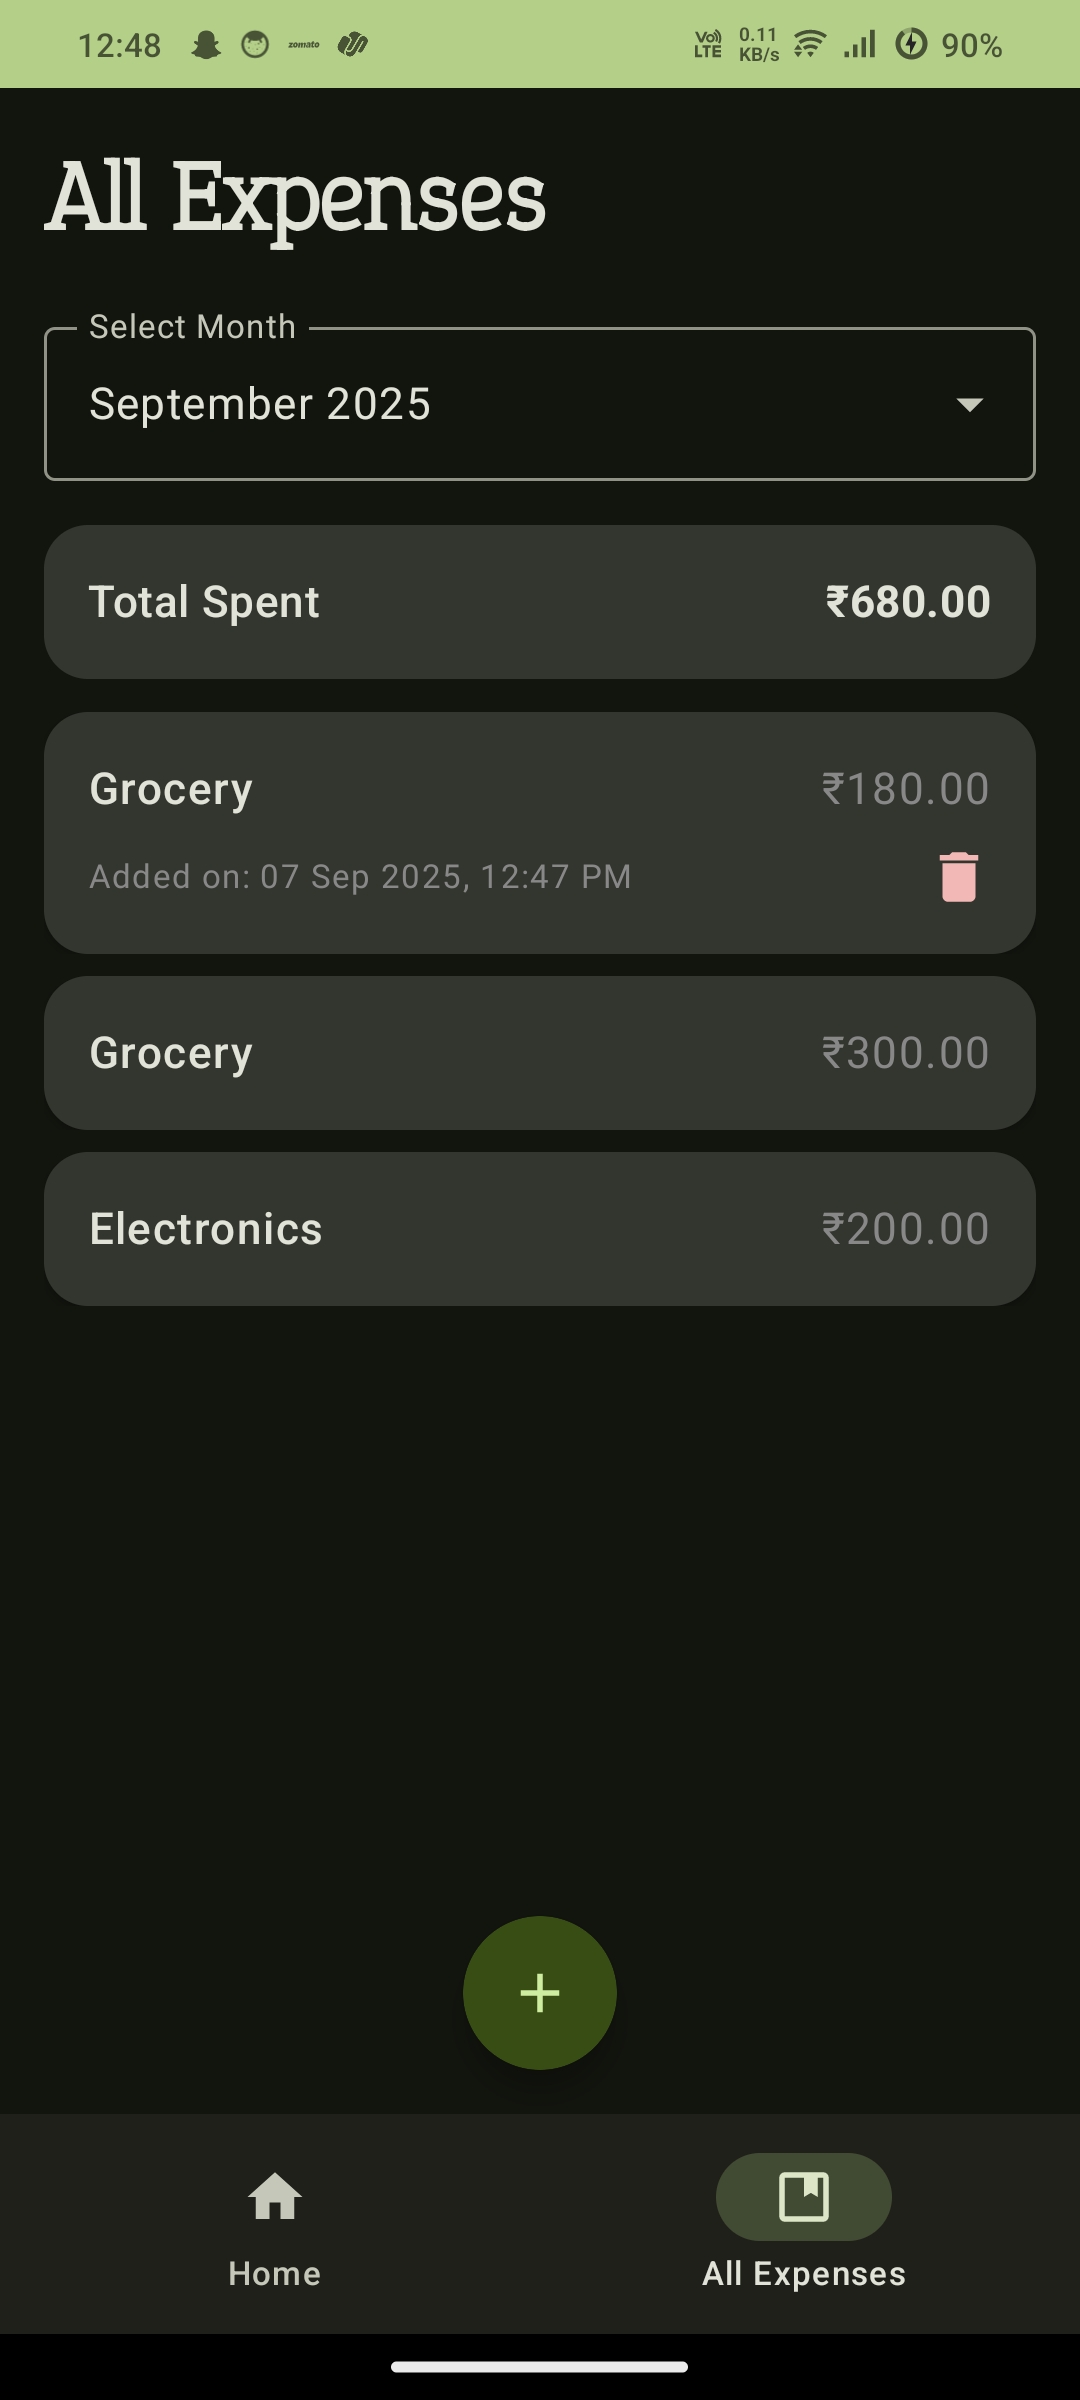 12:48 zomato Vo) LTE 0.11 KB/s 90%
All Expenses
Select Month
September 2025
Total Spent ₹680.00
Grocery ₹180.00
Added on: 07 Sep 2025, 12:47 PM
Grocery ₹300.00
Electronics ₹200.00
+
Home All Expenses